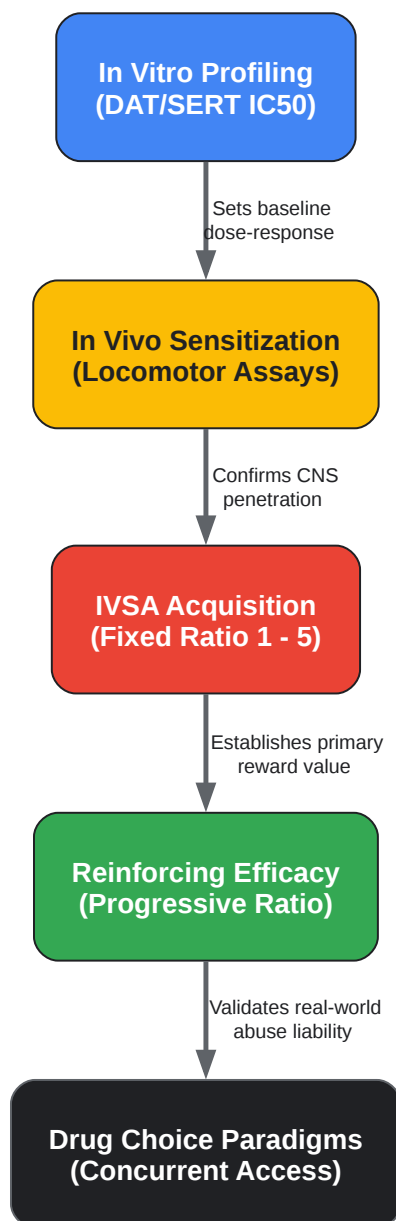 In Vitro Profiling
(DAT/SERT IC50)
Sets baseline
dose-response
In Vivo Sensitization
(Locomotor Assays)
Confirms CNS
penetration
IVSA Acquisition
(Fixed Ratio 1 - 5)
Establishes primary
reward value
Reinforcing Efficacy
(Progressive Ratio)
Validates real-world
abuse liability
Drug Choice Paradigms
(Concurrent Access)